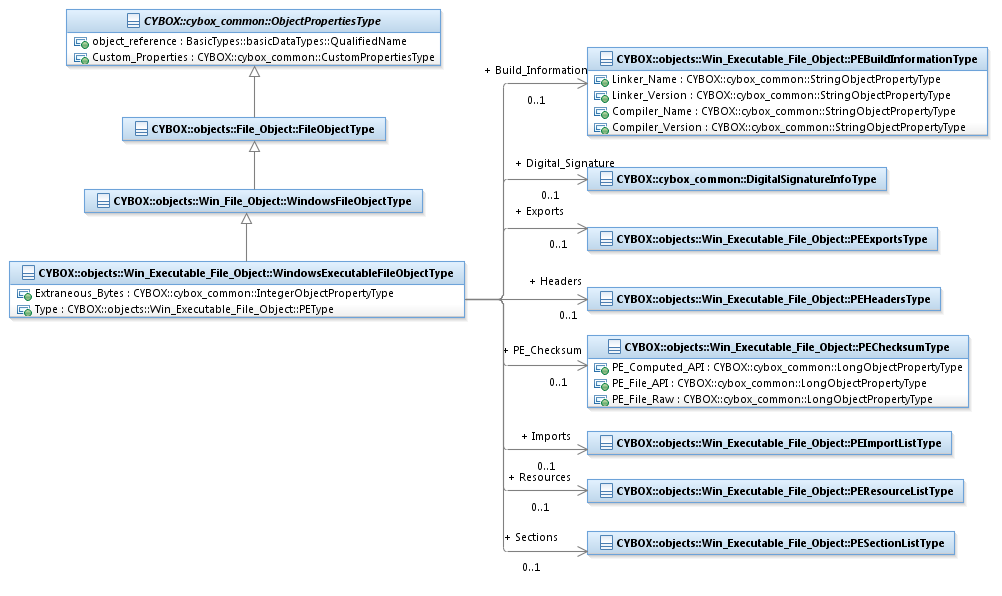 CYBOX::cybox_common::ObjectPropertiesType
object_reference : BasicTypes::basicDataTypes::QualifiedName
Custom_Properties : CYBOX::cybox_common::CustomPropertiesType
CYBOX::objects::File_Object::FileObjectType
CYBOX::objects::Win_File_Object::WindowsFileObjectType
CYBOX::objects::Win_Executable_File_Object::WindowsExecutableFileObjectType
Extraneous_Bytes : CYBOX::cybox_common::IntegerObjectPropertyType
Type : CYBOX::objects::Win_Executable_File_Object::PEType
+ Build_Information
0..1
CYBOX::objects::Win_Executable_File_Object::PEBuildInformationType
Linker_Name : CYBOX::cybox_common::StringObjectPropertyType
Linker_Version : CYBOX::cybox_common::StringObjectPropertyType
Compiler_Name : CYBOX::cybox_common::StringObjectPropertyType
Compiler_Version : CYBOX::cybox_common::StringObjectPropertyType
+ Digital_Signature
0..1
CYBOX::cybox_common::DigitalSignatureInfoType
+ Exports
0..1
CYBOX::objects::Win_Executable_File_Object::PEExportsType
+ Headers
0..1
CYBOX::objects::Win_Executable_File_Object::PEHeadersType
+ PE_Checksum
0..1
CYBOX::objects::Win_Executable_File_Object::PEChecksumType
PE_Computed_API : CYBOX::cybox_common::LongObjectPropertyType
PE_File_API : CYBOX::cybox_common::LongObjectPropertyType
PE_File_Raw : CYBOX::cybox_common::LongObjectPropertyType
+ Imports
0..1
CYBOX::objects::Win_Executable_File_Object::PEImportListType
+ Resources
0..1
CYBOX::objects::Win_Executable_File_Object::PEResourceListType
+ Sections
0..1
CYBOX::objects::Win_Executable_File_Object::PESectionListType